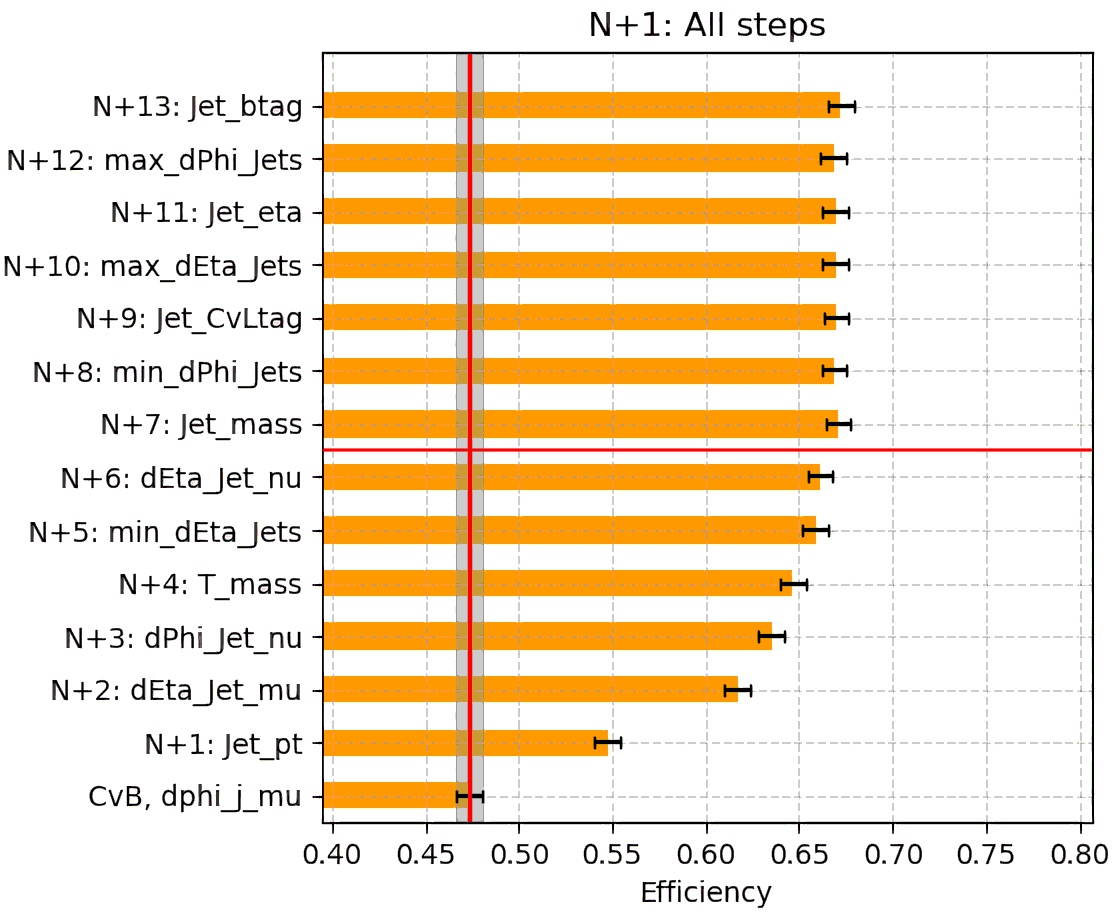 N+1: All steps
N+13: Jet_btag
N+12: max_dPhi_Jets
N+11: Jet_eta
N+10: max_dEta_Jets
N+9: Jet_CvLtag
N+8: min_dPhi_Jets
N+7: Jet_mass
N+6: dEta_Jet_nu
N+5: min_dEta_Jets
N+4: T_mass
N+3: dPhi_Jet_nu
N+2: dEta_Jet_mu
N+1: Jet_pt
CvB, dphi_j_mu
0.40 0.45 0.50 0.55 0.60 0.65 0.70 0.75 0.80
Efficiency